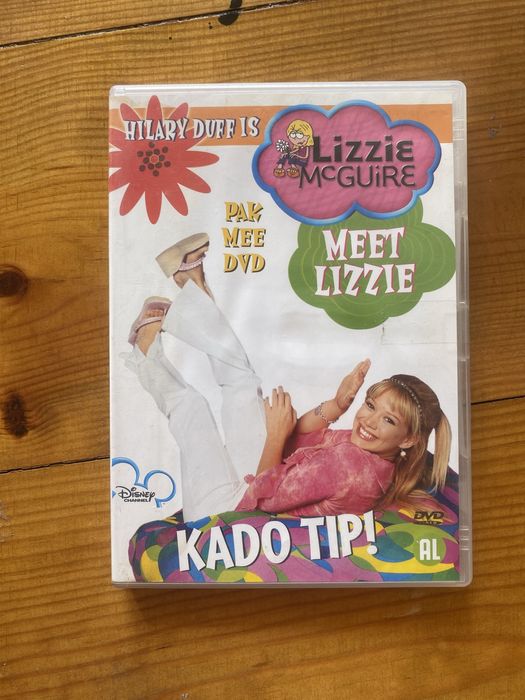 HILARY DUFF IS
LiZZiE
McGUiRE
PAK
MEE
DVD
MEET
LIZZIE
Disney
CHANNEL
KADO TIP!
DVD
AL